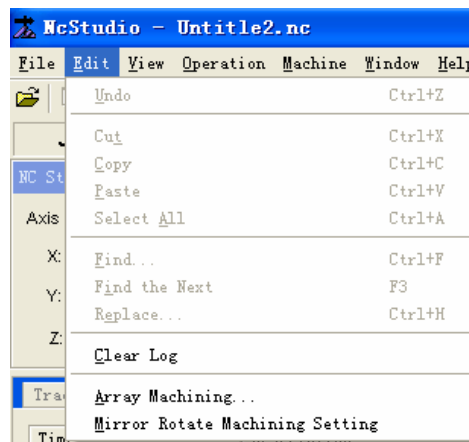 NcStudio - Untitle2.nc
File Edit View Operation Machine Window Help
Undo Ctrl+Z
Cut Ctrl+X
Copy Ctrl+C
Paste Ctrl+V
Select All Ctrl+A
NC St
Axis
X:
Find... Ctrl+F
Y:
Find the Next F3
Replace... Ctrl+H
Z:
Clear Log
Tra
Array Machining...
Mirror Rotate Machining Setting
Tim